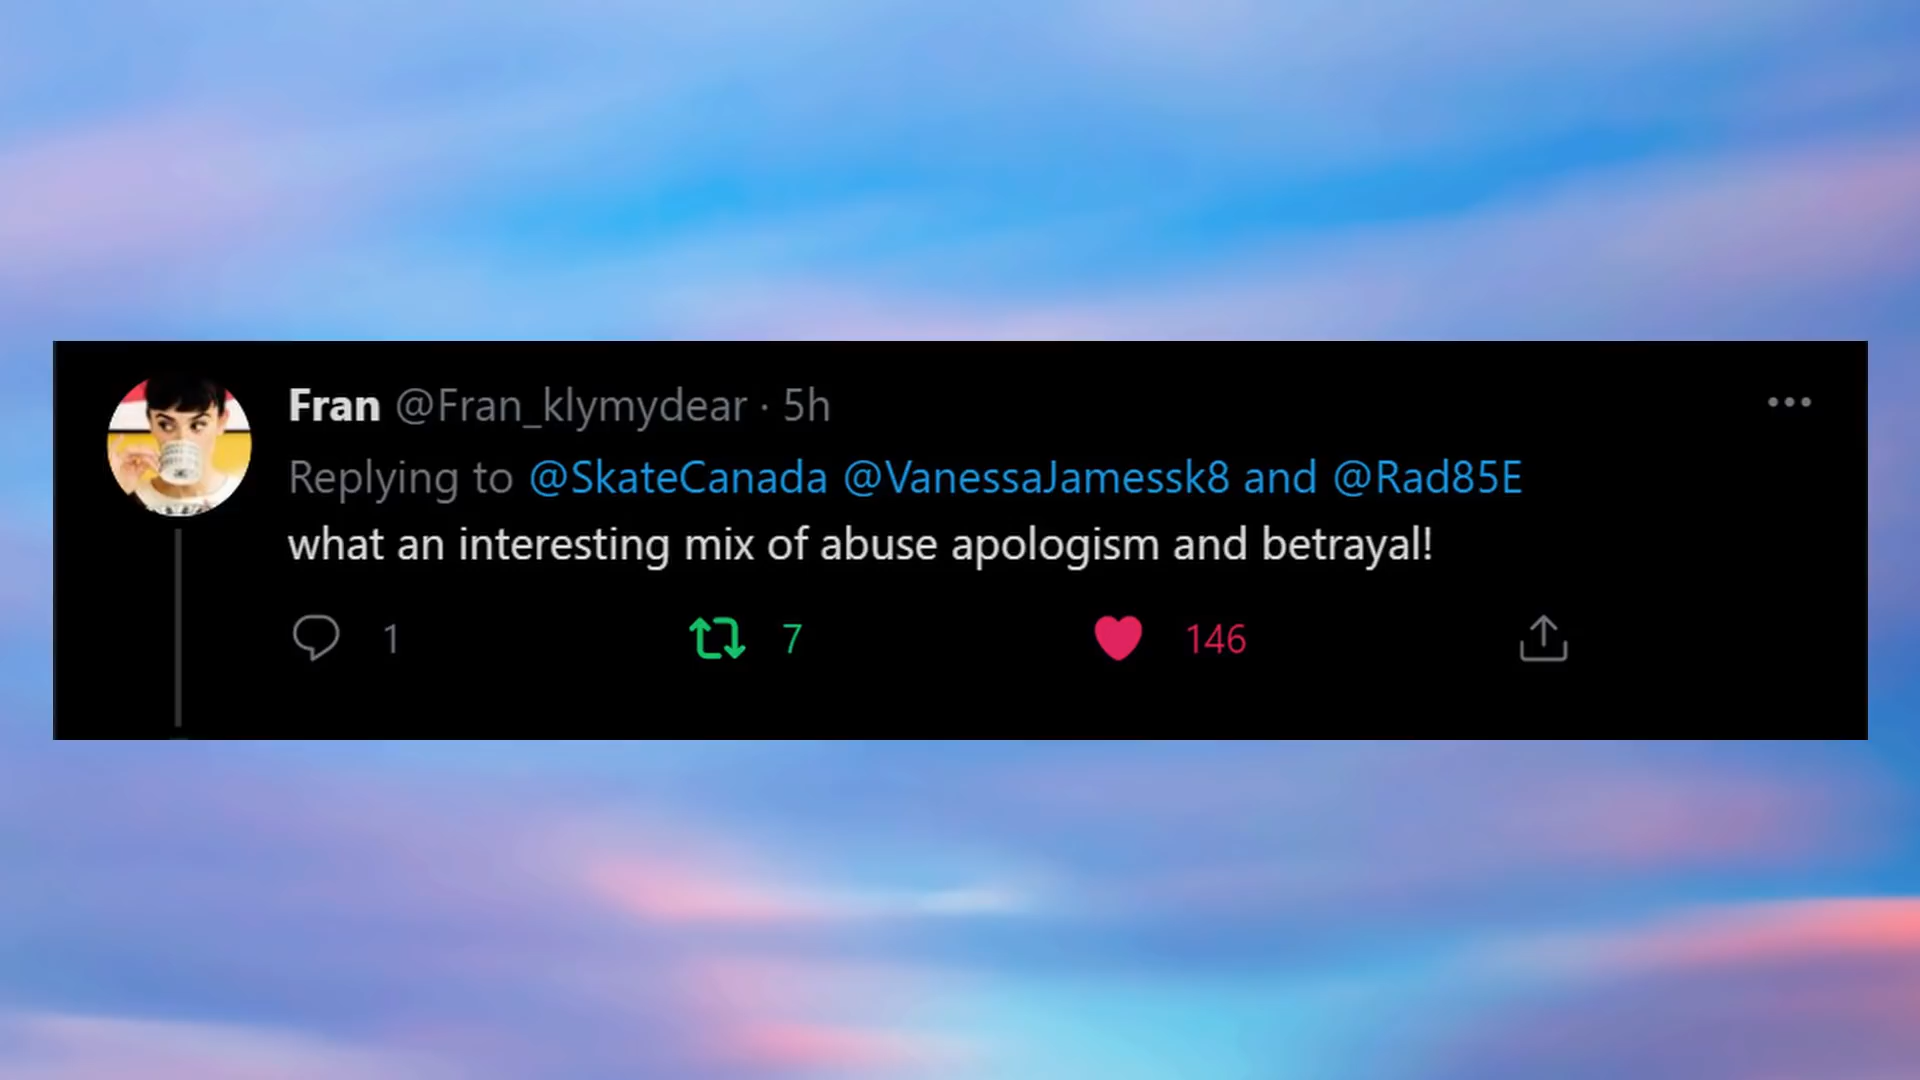 Fran @Fran_klymydear · 5h
Replying to @SkateCanada @VanessaJamessk8 and @Rad85E
what an interesting mix of abuse apologism and betrayal!
1 7 146